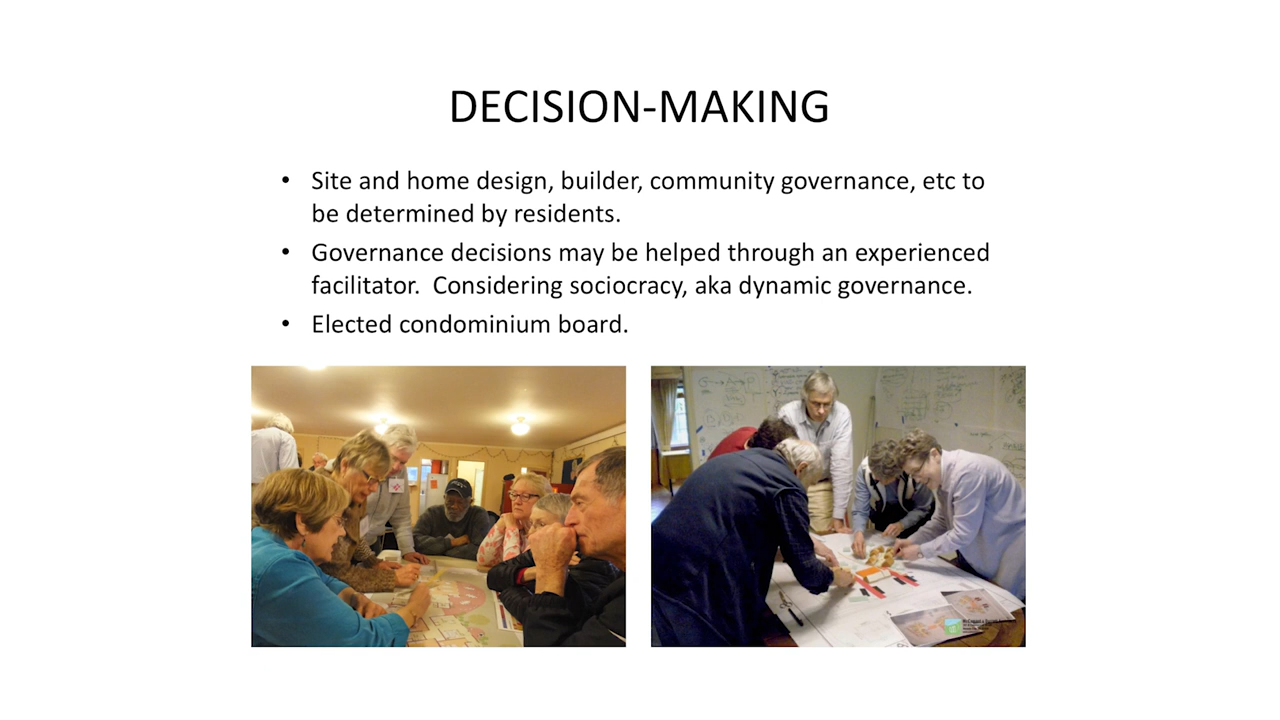 DECISION-MAKING
• Site and home design, builder, community governance, etc to
be determined by residents.
• Governance decisions may be helped through an experienced
facilitator.  Considering sociocracy, aka dynamic governance.
• Elected condominium board.